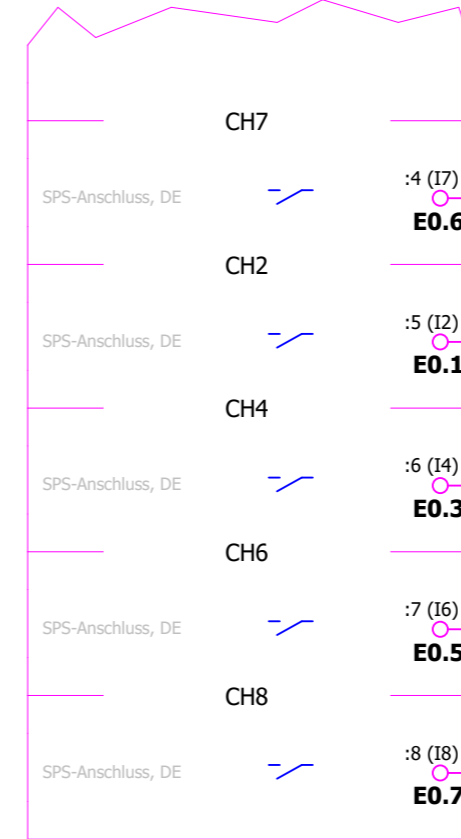 CH7
:4 (I7)
SPS-Anschluss, DE
E0.6
CH2
:5 (I2)
SPS-Anschluss, DE
E0.1
CH4
:6 (I4)
SPS-Anschluss, DE
E0.3
CH6
:7 (I6)
SPS-Anschluss, DE
E0.5
CH8
:8 (I8)
SPS-Anschluss, DE
E0.7